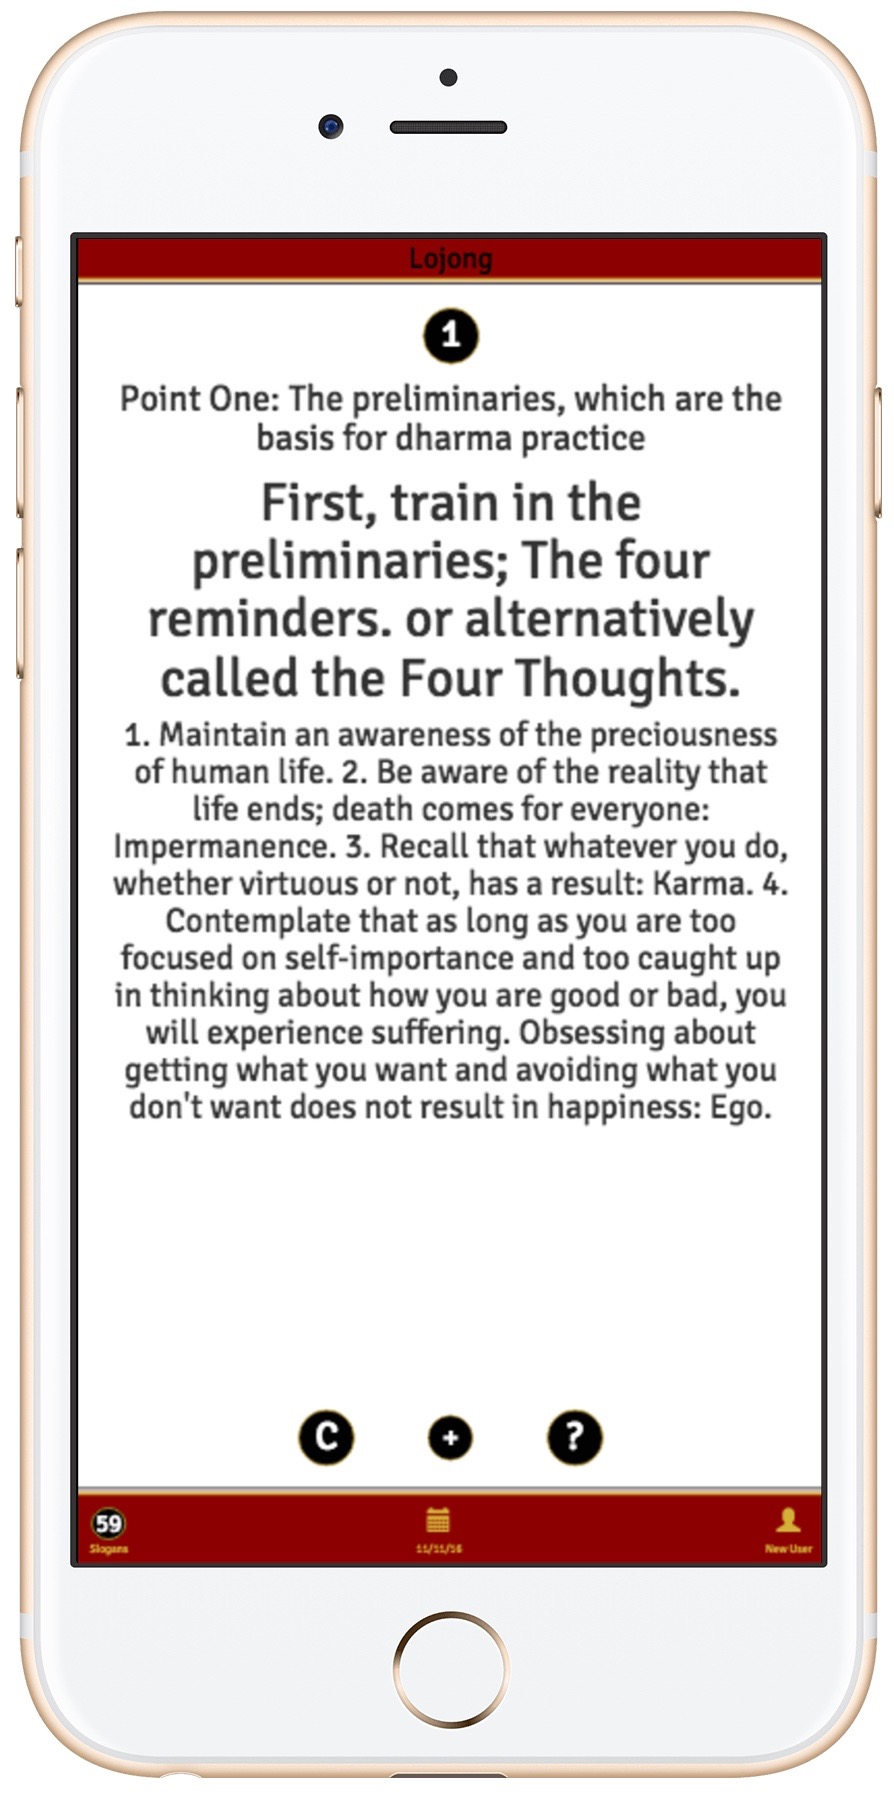 Lojong
1
Point One: The preliminaries, which are the
basis for dharma practice
First, train in the
preliminaries; The four
reminders. or alternatively
called the Four Thoughts.
1. Maintain an awareness of the preciousness
of human life. 2. Be aware of the reality that
life ends; death comes for everyone:
Impermanence. 3. Recall that whatever you do,
whether virtuous or not, has a result: Karma. 4.
Contemplate that as long as you are too
focused on self-importance and too caught up
in thinking about how you are good or bad, you
will experience suffering. Obsessing about
getting what you want and avoiding what you
don't want does not result in happiness: Ego.
C + ?
59
Slogans 11/11/16 New User